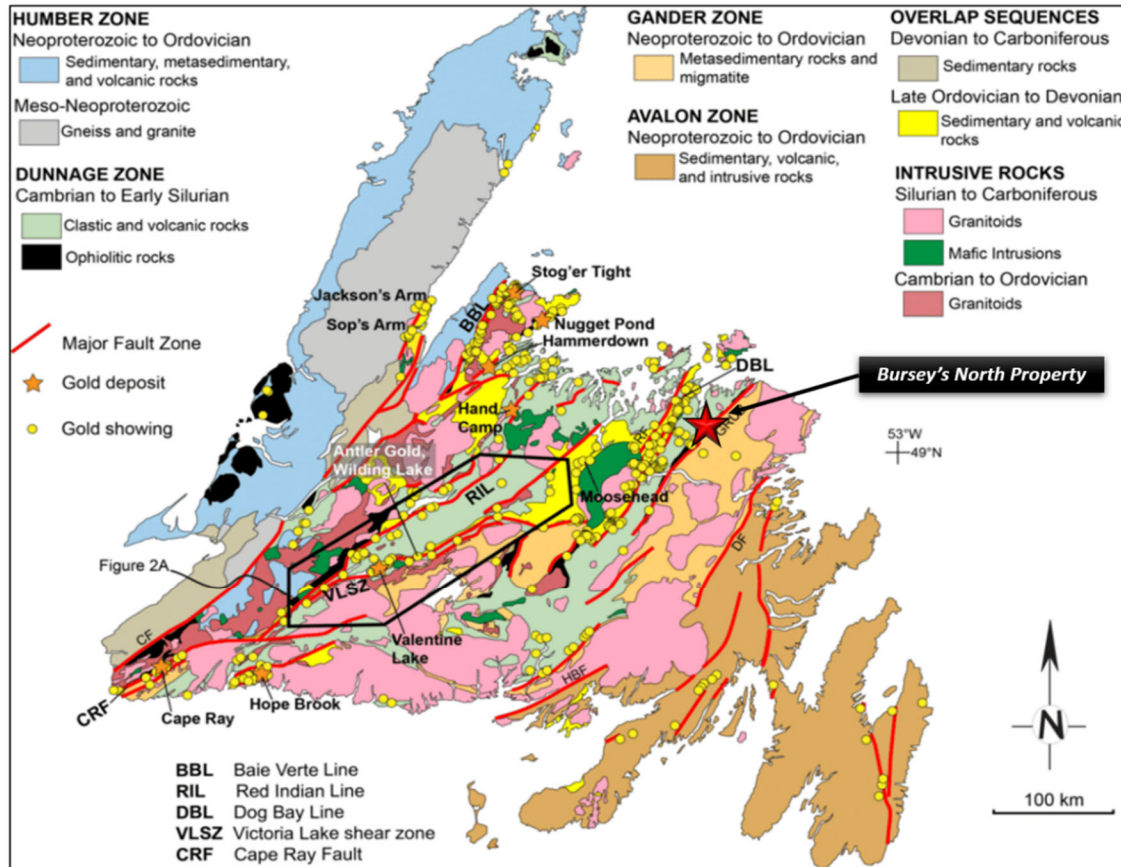 HUMBER ZONE
Neoproterozoic to Ordovician
Sedimentary, metasedimentary,
and volcanic rocks
Meso-Neoproterozoic
Gneiss and granite
DUNNAGE ZONE
Cambrian to Early Silurian
Clastic and volcanic rocks
Ophiolitic rocks
Major Fault Zone
Gold deposit
Gold showing
GANDER ZONE
Neoproterozoic to Ordovician
Metasedimentary rocks and
migmatite
AVALON ZONE
Neoproterozoic to Ordovician
Sedimentary, volcanic,
and intrusive rocks
OVERLAP SEQUENCES
Devonian to Carboniferous
Sedimentary rocks
Late Ordovician to Devonian
Sedimentary and volcanic
rocks
INTRUSIVE ROCKS
Silurian to Carboniferous
Granitoids
Mafic Intrusions
Cambrian to Ordovician
Granitoids
Stog'er Tight
Jackson's Arm
BBL
Sop's Arm
Nugget Pond
Hammerdown
DBL
Bursey's North Property
Hand
Camp
53°W
49°N
Antler Gold,
Wilding Lake
RIL
Moosehead
Figure 2A
VLSZ
DF
CF
Valentine
Lake
HBF
CRF
Cape Ray
Hope Brook
N
100 km
BBL Baie Verte Line
RIL Red Indian Line
DBL Dog Bay Line
VLSZ Victoria Lake shear zone
CRF Cape Ray Fault